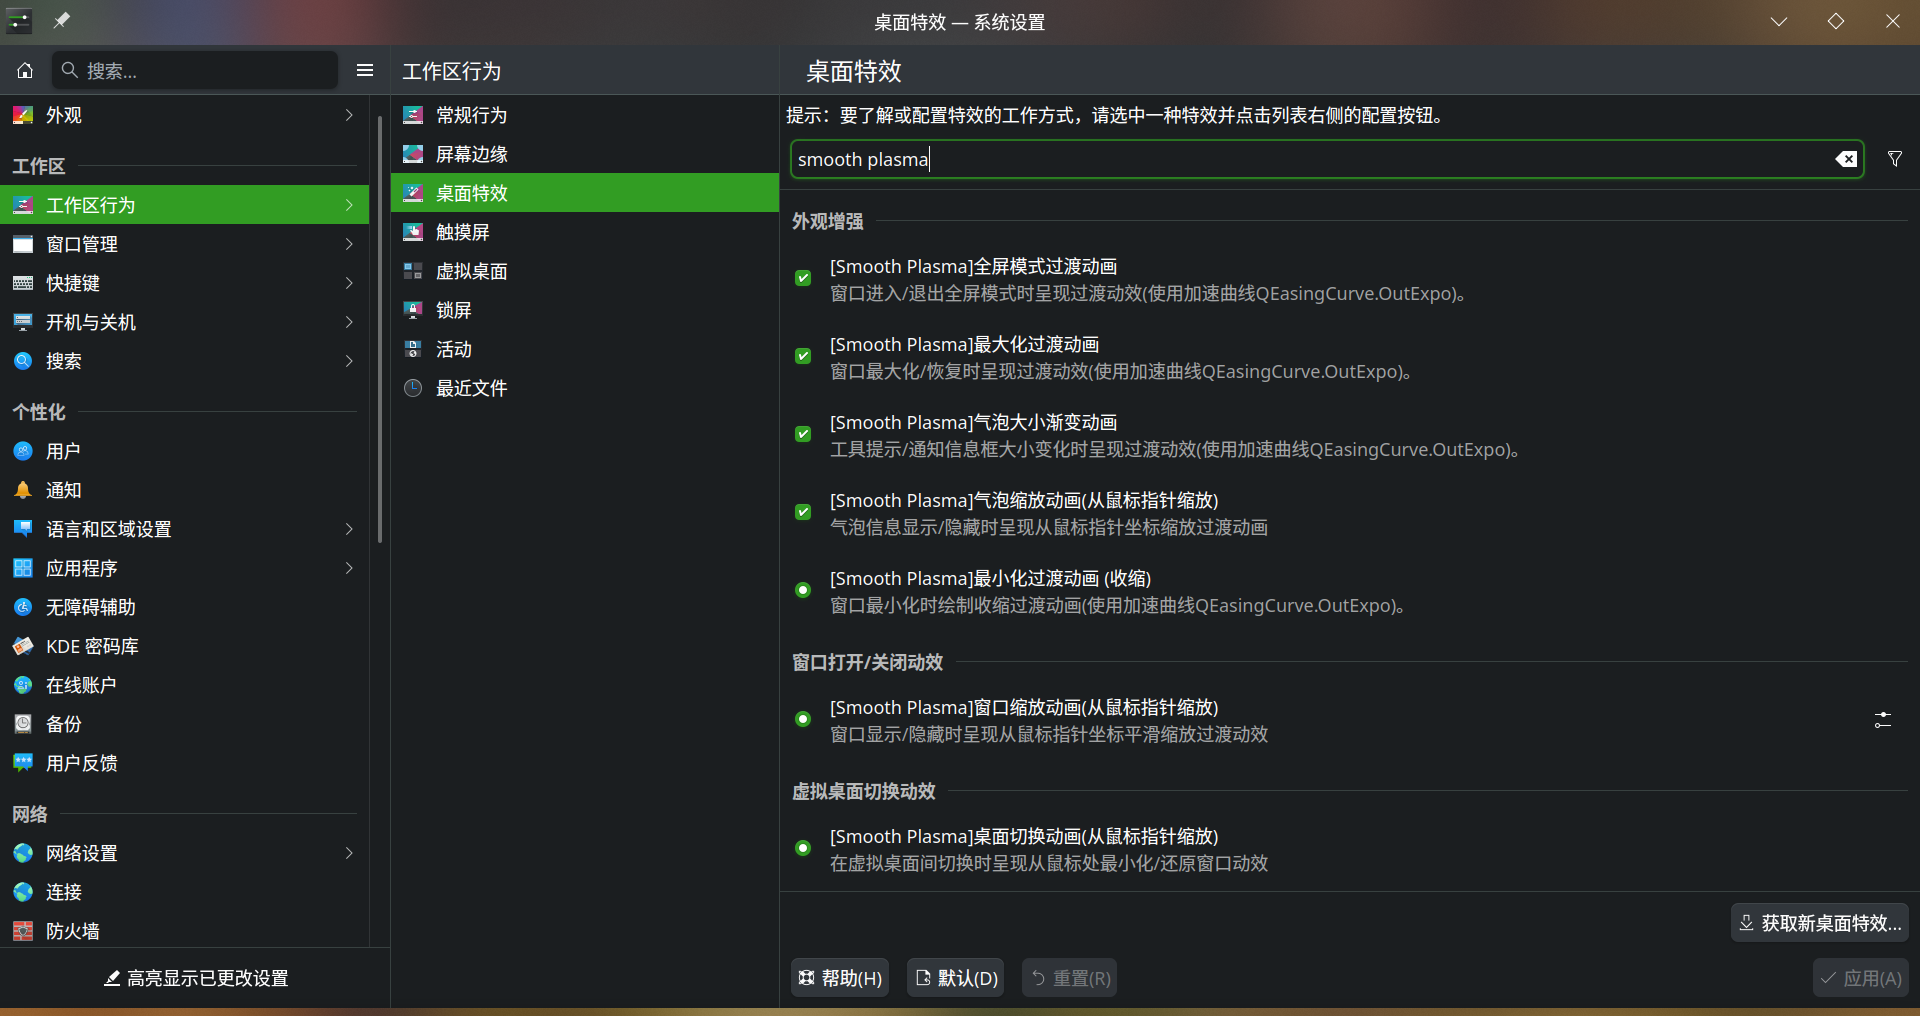 桌面特效 — 系统设置
搜索...
工作区行为
桌面特效
外观
工作区
工作区行为
窗口管理
快捷键
开机与关机
搜索
个性化
用户
通知
语言和区域设置
应用程序
无障碍辅助
KDE 密码库
在线账户
备份
用户反馈
网络
网络设置
连接
防火墙
高亮显示已更改设置
常规行为
屏幕边缘
桌面特效
触摸屏
虚拟桌面
锁屏
活动
最近文件
提示：要了解或配置特效的工作方式，请选中一种特效并点击列表右侧的配置按钮。
smooth plasma
外观增强
[Smooth Plasma]全屏模式过渡动画
窗口进入/退出全屏模式时呈现过渡动效(使用加速曲线QEasingCurve.OutExpo)。
[Smooth Plasma]最大化过渡动画
窗口最大化/恢复时呈现过渡动效(使用加速曲线QEasingCurve.OutExpo)。
[Smooth Plasma]气泡大小渐变动画
工具提示/通知信息框大小变化时呈现过渡动效(使用加速曲线QEasingCurve.OutExpo)。
[Smooth Plasma]气泡缩放动画(从鼠标指针缩放)
气泡信息显示/隐藏时呈现从鼠标指针坐标缩放过渡动画
[Smooth Plasma]最小化过渡动画 (收缩)
窗口最小化时绘制收缩过渡动画(使用加速曲线QEasingCurve.OutExpo)。
窗口打开/关闭动效
[Smooth Plasma]窗口缩放动画(从鼠标指针缩放)
窗口显示/隐藏时呈现从鼠标指针坐标平滑缩放过渡动效
虚拟桌面切换动效
[Smooth Plasma]桌面切换动画(从鼠标指针缩放)
在虚拟桌面间切换时呈现从鼠标处最小化/还原窗口动效
获取新桌面特效...
帮助(H)
默认(D)
重置(R)
应用(A)